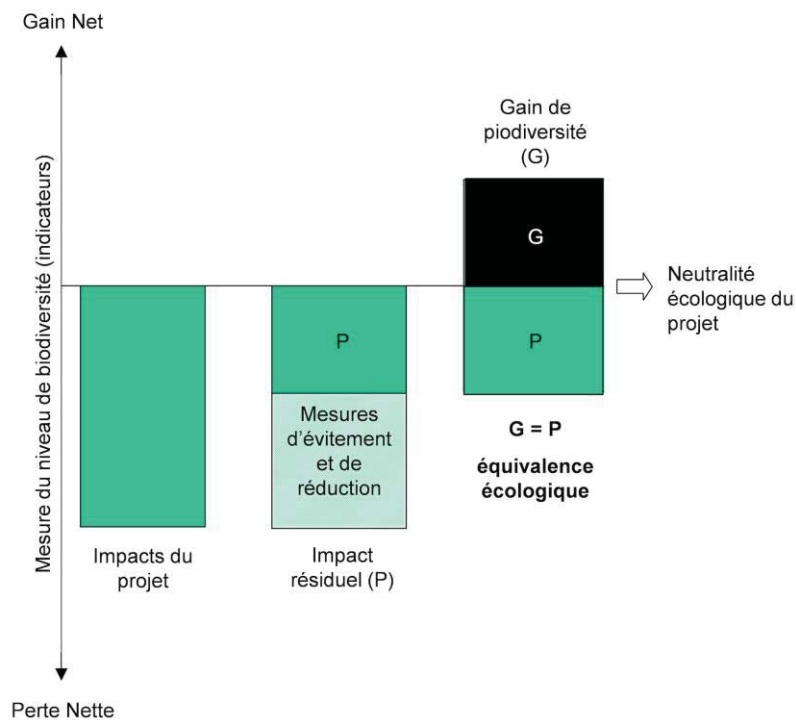 Gain Net
Mesure du niveau de biodiversité (indicateurs)
Perte Nette
Impacts du
projet
P
Mesures
d'évitement
et de
réduction
Impact
résiduel (P)
Gain de
piodiversité
(G)
G
P
G = P
équivalence
écologique
Neutralité
écologique du
projet